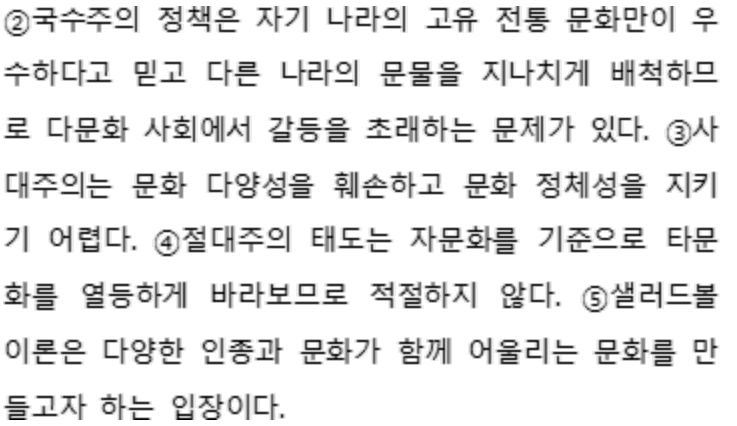 ②국수주의 정책은 자기 나라의 고유 전통 문화만이 우
수하다고 믿고 다른 나라의 문물을 지나치게 배척하므
로 다문화 사회에서 갈등을 초래하는 문제가 있다. ③사
대주의는 문화 다양성을 훼손하고 문화 정체성을 지키
기 어렵다. ④절대주의 태도는 자문화를 기준으로 타문
화를 열등하게 바라보므로 적절하지 않다. ⑤샐러드볼
이론은 다양한 인종과 문화가 함께 어울리는 문화를 만
들고자 하는 입장이다.